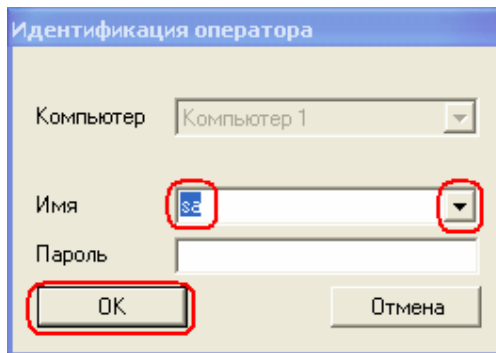 Идентификация оператора
Компьютер Компьютер 1
Имя sa
Пароль
OK Отмена